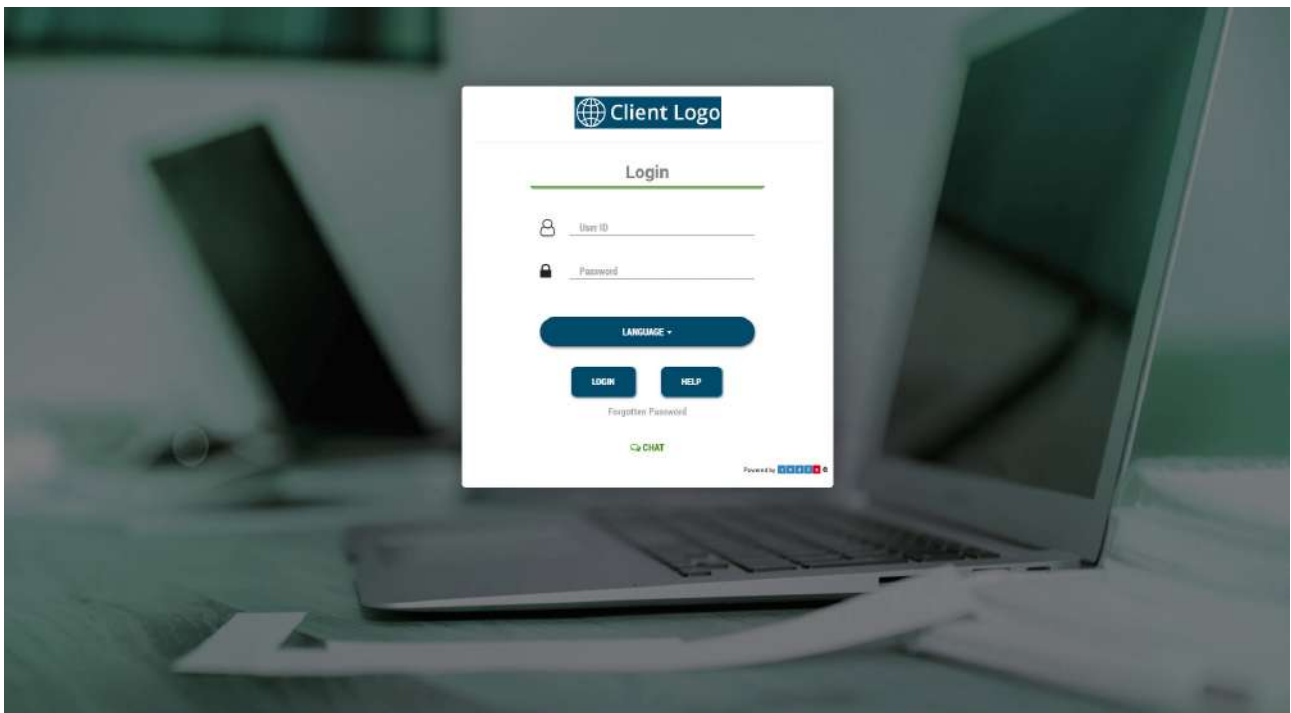 Client Logo
Login
User ID
Password
LANGUAGE
LOGIN HELP
Forgotten Password
CHAT
Powered by